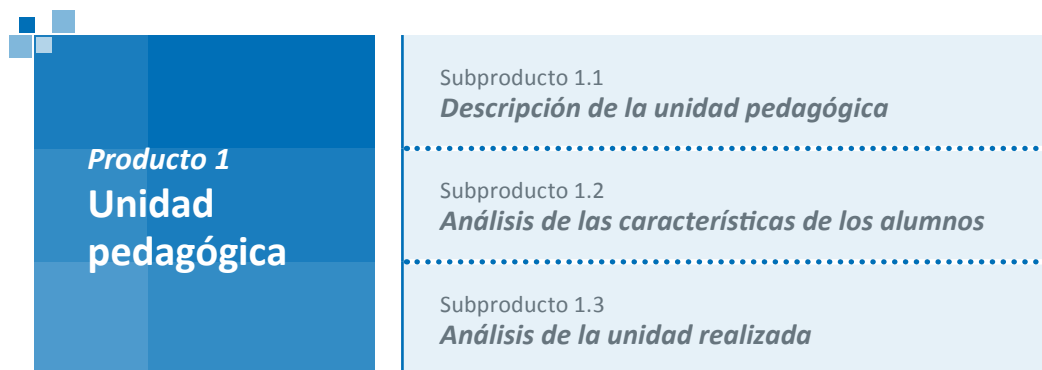 Producto 1
Unidad
pedagógica
Subproducto 1.1
Descripción de la unidad pedagógica
Subproducto 1.2
Análisis de las características de los alumnos
Subproducto 1.3
Análisis de la unidad realizada